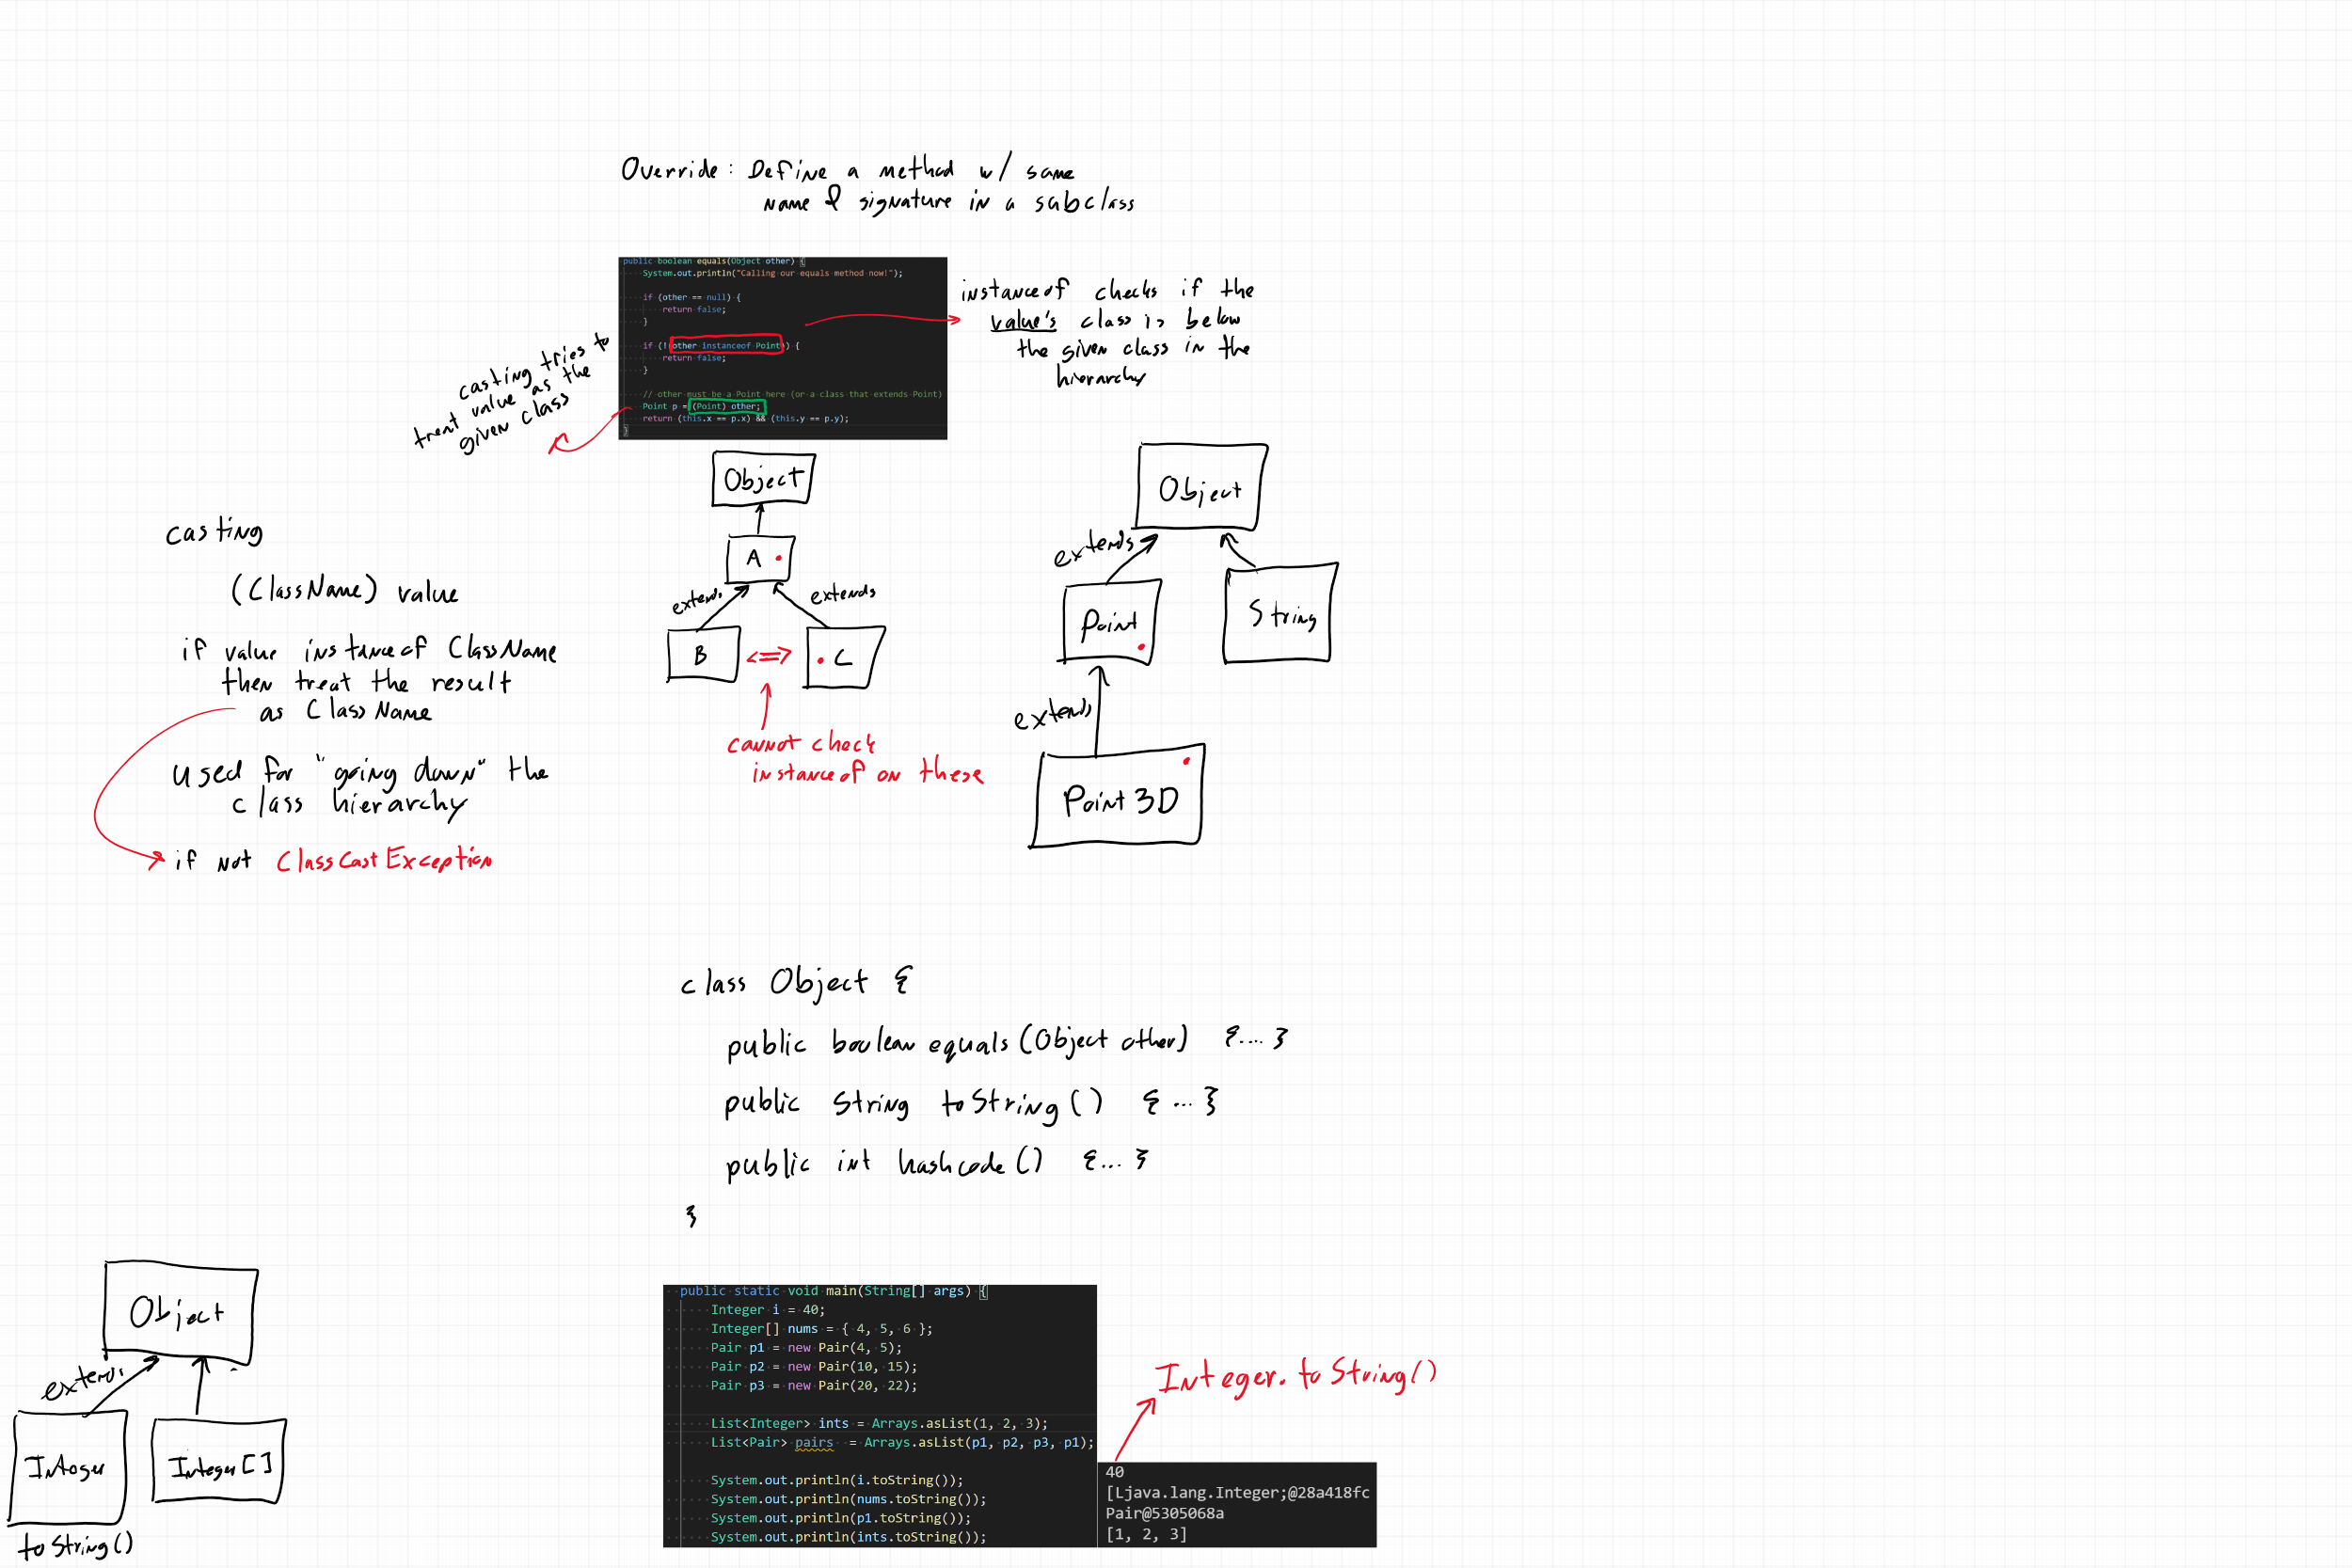 Override: Define a method w/ same
name & signature in a subclass
public boolean equals(Object other) {
System.out.println("Calling our equals method now!");
if (other == null) {
return false;
}
if (!(other instanceof Point)) {
return false;
}
// other must be a Point here (or a class that extends Point)
Point p = (Point) other;
return (this.x == p.x) && (this.y == p.y);
}
instanceof checks if the
value's class is below
the given class in the
hierarchy
casting tries to
treat value as the
given class
casting
(ClassName) value
if value instanceof ClassName
then treat the result
as ClassName
used for "going down" the
class hierarchy
if not ClassCastException
Object
A
extends
extends
B
<=>
C
cannot check
instanceof on these
Object
extends
Point
String
extends
Point 3D
class Object {
public boolean equals(Object other) {....}
public String toString() {...}
public int hashcode() {...}
}
Object
extends
Integer
Integer[]
toString()
public static void main(String[] args) {
Integer i = 40;
Integer[] nums = { 4, 5, 6 };
Pair p1 = new Pair(4, 5);
Pair p2 = new Pair(10, 15);
Pair p3 = new Pair(20, 22);
List<Integer> ints = Arrays.asList(1, 2, 3);
List<Pair> pairs = Arrays.asList(p1, p2, p3, p1);
System.out.println(i.toString());
System.out.println(nums.toString());
System.out.println(p1.toString());
System.out.println(ints.toString());
Integer.toString()
40
[Ljava.lang.Integer;@28a418fc
Pair@5305068a
[1, 2, 3]